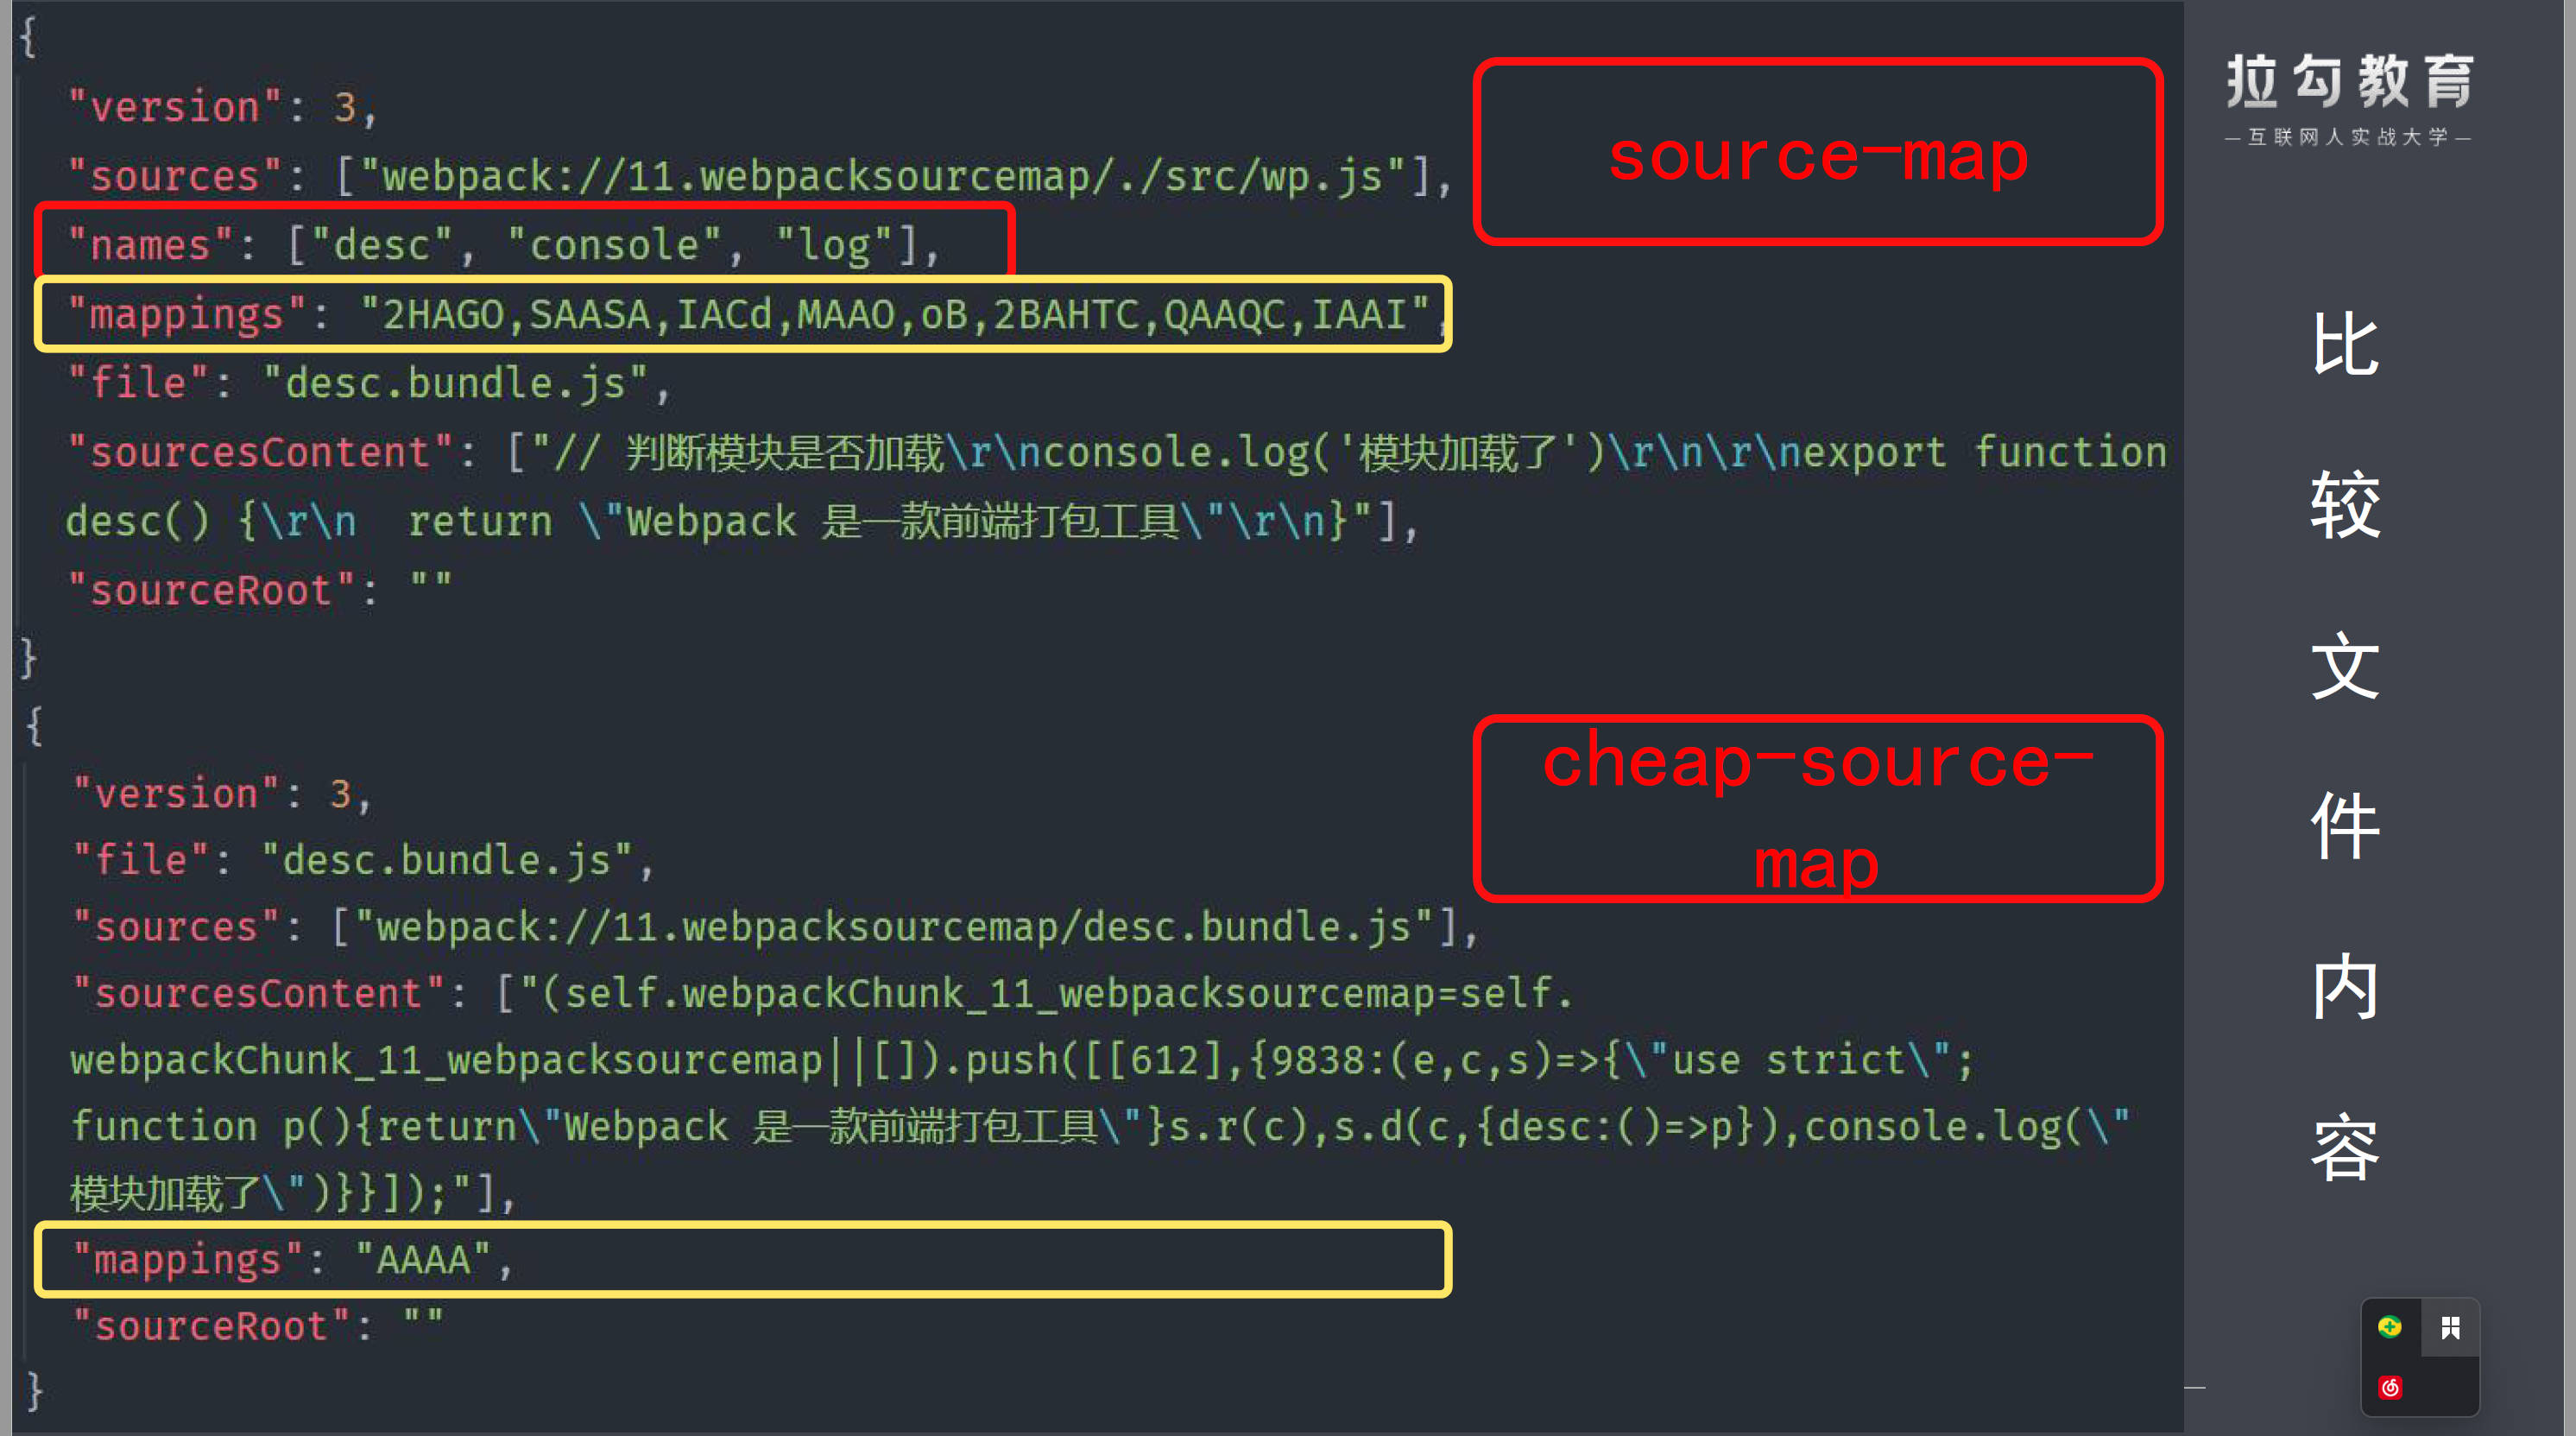 {
"version": 3,
"sources": ["webpack://11.webpacksourcemap/./src/wp.js"],
"names": ["desc", "console", "log"],
"mappings": "2HAGO,SAASA,IACd,MAAO,oB,2BAHTC,QAAQC,IAAI",
"file": "desc.bundle.js",
"sourcesContent": ["// 判断模块是否加载\r\nconsole.log('模块加载了')\r\n\r\nexport function
desc() {\r\n  return \"Webpack 是一款前端打包工具\"\r\n}"],
"sourceRoot": ""
}
source-map
{
"version": 3,
"file": "desc.bundle.js",
"sources": ["webpack://11.webpacksourcemap/desc.bundle.js"],
"sourcesContent": ["(self.webpackChunk_11_webpacksourcemap=self.
webpackChunk_11_webpacksourcemap||[]).push([[612],{9838:(e,c,s)=>{\"use strict\";
function p(){return\"Webpack 是一款前端打包工具\"}s.r(c),s.d(c,{desc:()=>p}),console.log(\"
模块加载了\")}}]);"],
"mappings": "AAAA",
"sourceRoot": ""
}
cheap-source-
map
拉勾教育
—互联网人实战大学—
比
较
文
件
内
容